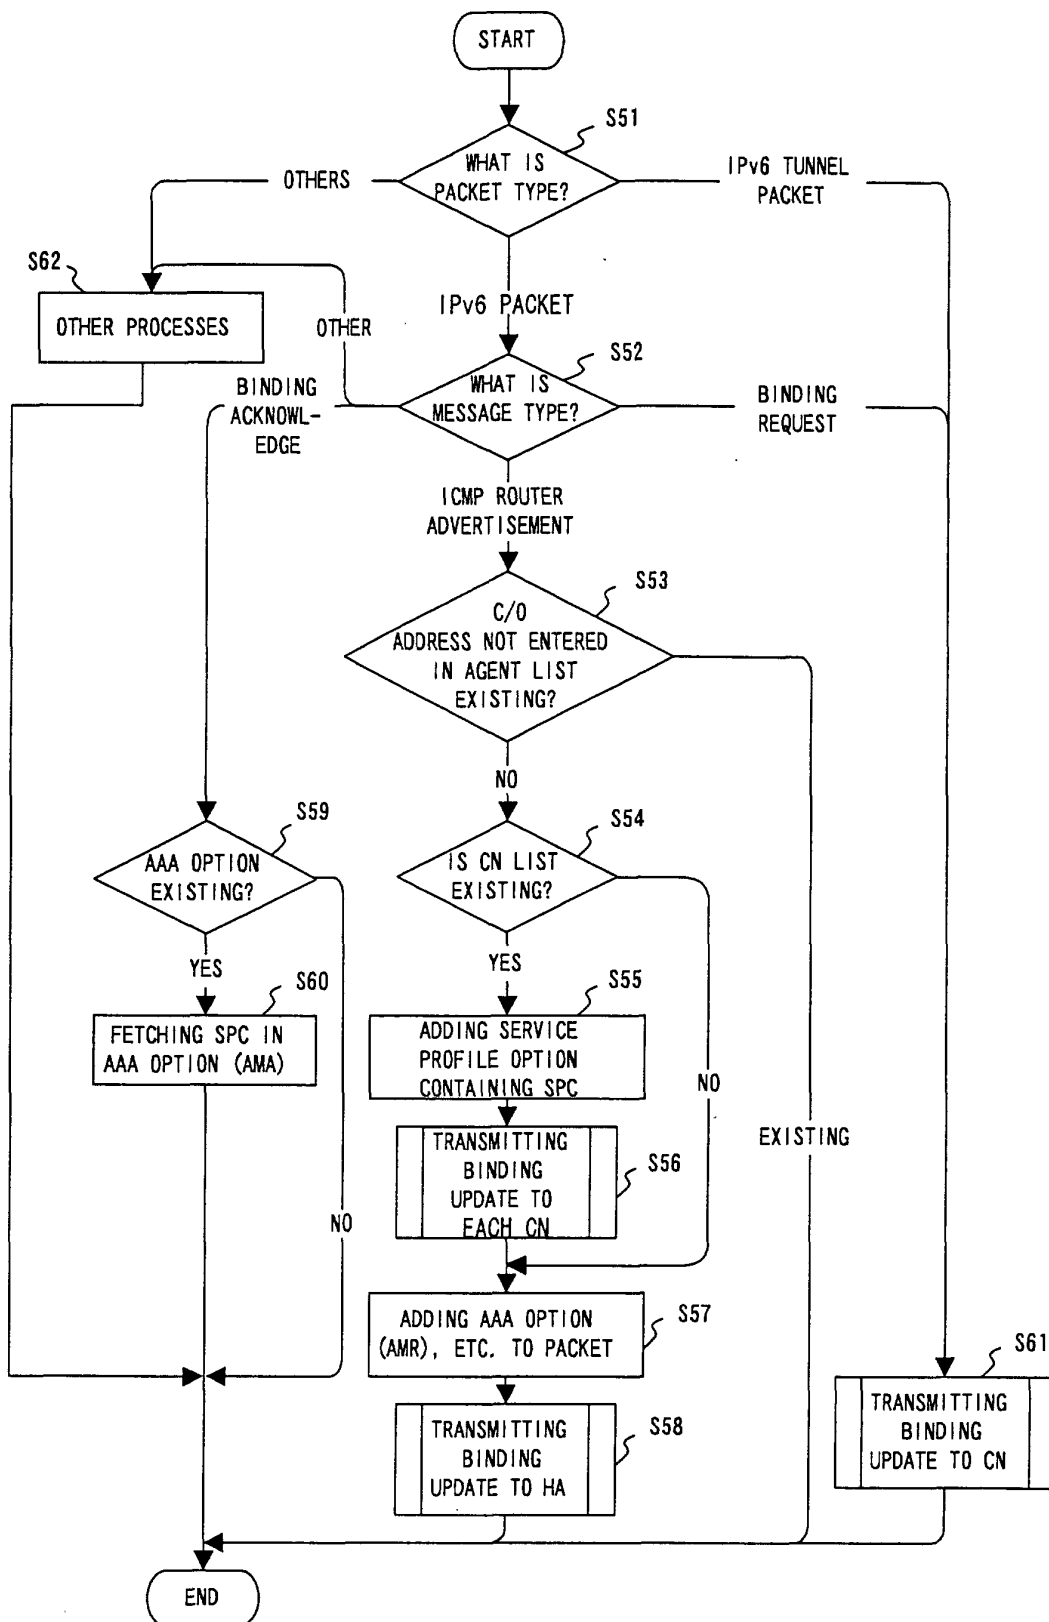 START
S51
WHAT IS
PACKET TYPE?
OTHERS
IPv6 TUNNEL
PACKET
S62
OTHER PROCESSES
OTHER
IPv6 PACKET
S52
WHAT IS
MESSAGE TYPE?
BINDING
ACKNOWL-
EDGE
BINDING
REQUEST
ICMP ROUTER
ADVERTISEMENT
S53
C/O
ADDRESS NOT ENTERED
IN AGENT LIST
EXISTING?
NO
S59
AAA OPTION
EXISTING?
S54
IS CN LIST
EXISTING?
YES
YES
S60
FETCHING SPC IN
AAA OPTION (AMA)
S55
ADDING SERVICE
PROFILE OPTION
CONTAINING SPC
NO
EXISTING
TRANSMITTING
BINDING
UPDATE TO
EACH CN
S56
NO
ADDING AAA OPTION
(AMR), ETC. TO PACKET
S57
TRANSMITTING
BINDING
UPDATE TO HA
S58
S61
TRANSMITTING
BINDING
UPDATE TO CN
END